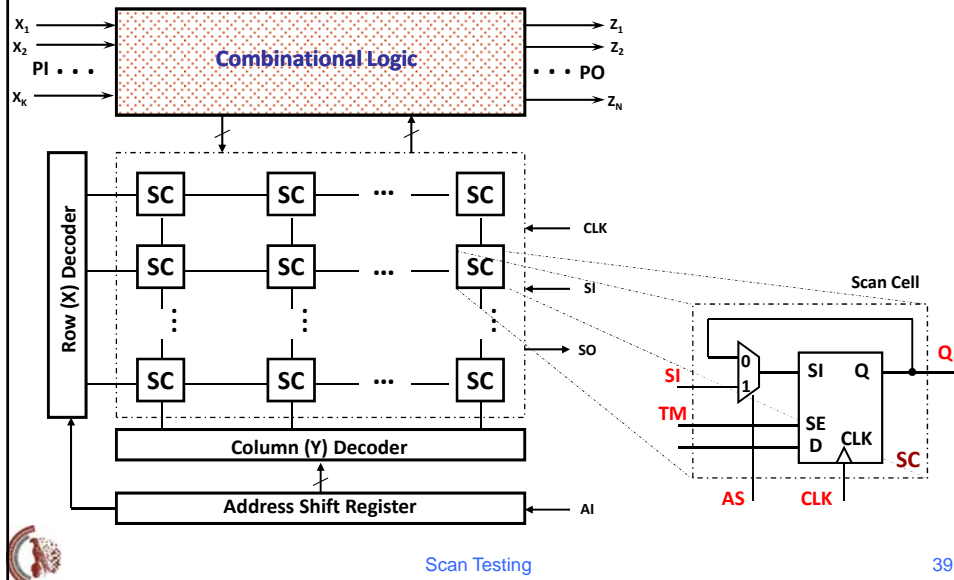 X1
X2
PI . . .
XK
Combinational Logic
Z1
Z2
. . . PO
ZN
Row (X) Decoder
SC SC ... SC
SC SC ... SC
SC SC ... SC
CLK
SI
SO
Column (Y) Decoder
Address Shift Register
AI
Scan Cell
0
1
SI
TM
SI Q
SE
D
CLK
Q
SC
AS
CLK
Scan Testing
39